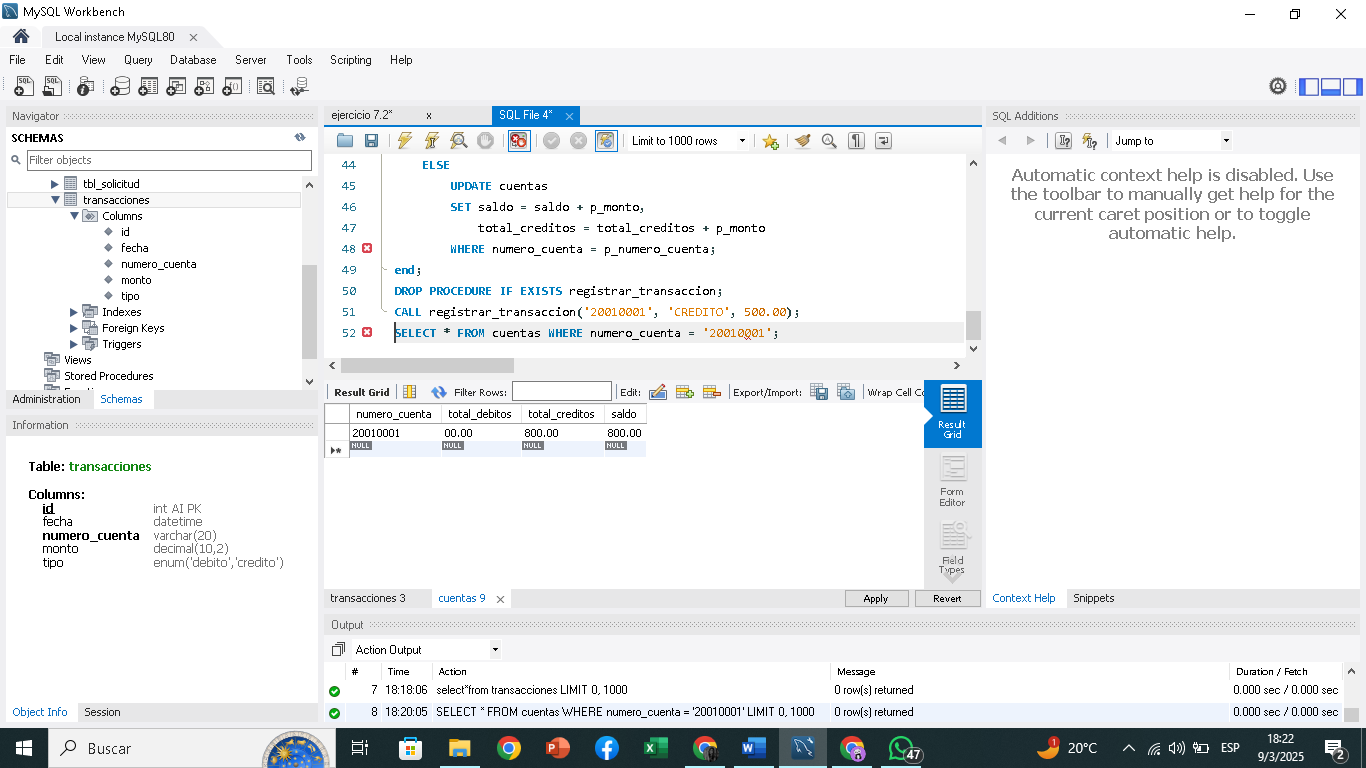 MySQL Workbench
Local instance MySQL80
File Edit View Query Database Server Tools Scripting Help
Navigator
SCHEMAS
Filter objects
tbl_solicitud
transacciones
Columns
id
fecha
numero_cuenta
monto
tipo
Indexes
Foreign Keys
Triggers
Views
Stored Procedures
Administration Schemas
Information
Table: transacciones
Columns:
id int AI PK
fecha datetime
numero_cuenta varchar(20)
monto decimal(10,2)
tipo enum('debito','credito')
Object Info Session
ejercicio 7.2* x SQL File 4*
Limit to 1000 rows
44 ELSE
45 UPDATE cuentas
46 SET saldo = saldo + p_monto,
47 total_creditos = total_creditos + p_monto
48 WHERE numero_cuenta = p_numero_cuenta;
49 end;
50 DROP PROCEDURE IF EXISTS registrar_transaccion;
51 CALL registrar_transaccion('20010001', 'CREDITO', 500.00);
52 SELECT * FROM cuentas WHERE numero_cuenta = '20010001';
Result Grid Filter Rows: Edit: Export/Import: Wrap Cell Co
numero_cuenta total_debitos total_creditos saldo
20010001 00.00 800.00 800.00
NULL NULL NULL NULL
Result Grid
Form Editor
Field Types
transacciones 3 cuentas 9 Apply Revert
SQL Additions
Jump to
Automatic context help is disabled. Use
the toolbar to manually get help for the
current caret position or to toggle
automatic help.
Context Help Snippets
Output
Action Output
# Time Action Message Duration / Fetch
7 18:18:06 select*from transacciones LIMIT 0, 1000 0 row(s) returned 0.000 sec / 0.000 sec
8 18:20:05 SELECT * FROM cuentas WHERE numero_cuenta = '20010001' LIMIT 0, 1000 0 row(s) returned 0.000 sec / 0.000 sec
Buscar
47
1
20°C
ESP
18:22
9/3/2025
2